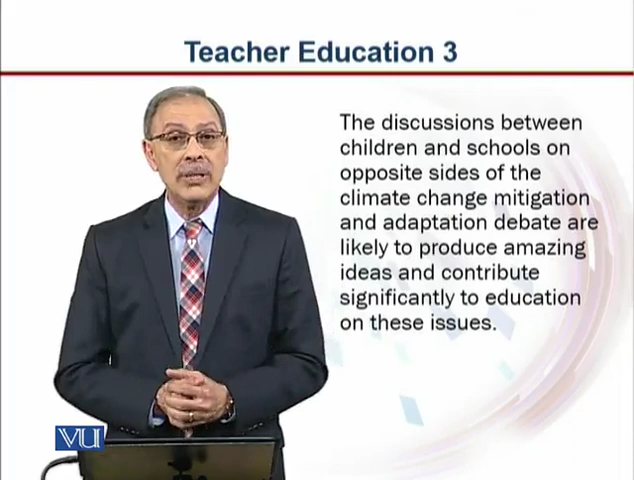 Teacher Education 3
The discussions between
children and schools on
opposite sides of the
climate change mitigation
and adaptation debate are
likely to produce amazing
ideas and contribute
significantly to education
on these issues.
VU